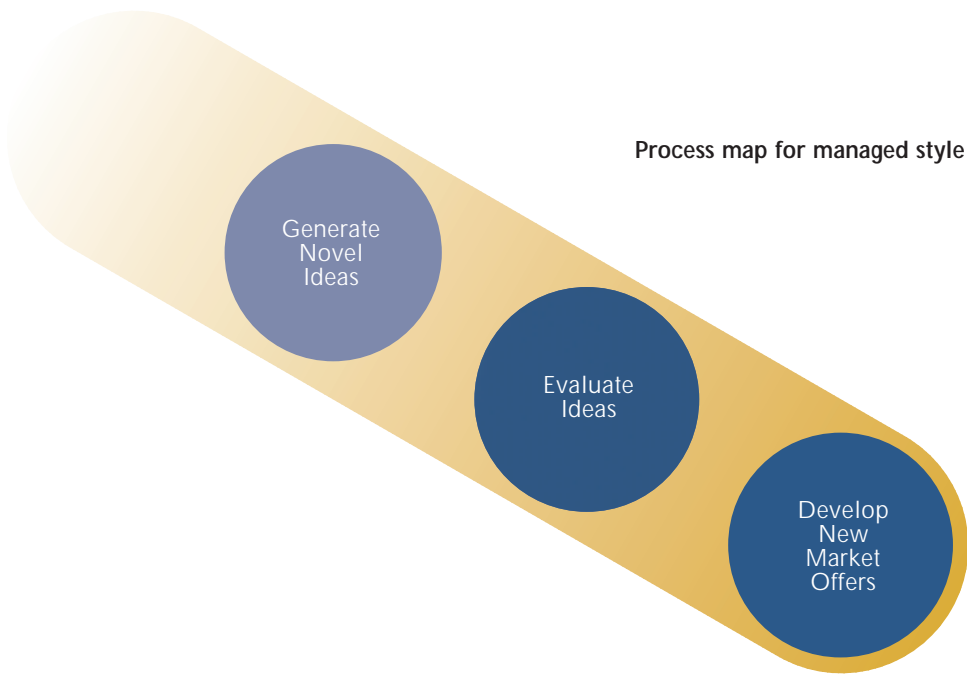 Process map for managed style
Generate
Novel
Ideas
Evaluate
Ideas
Develop
New
Market
Offers